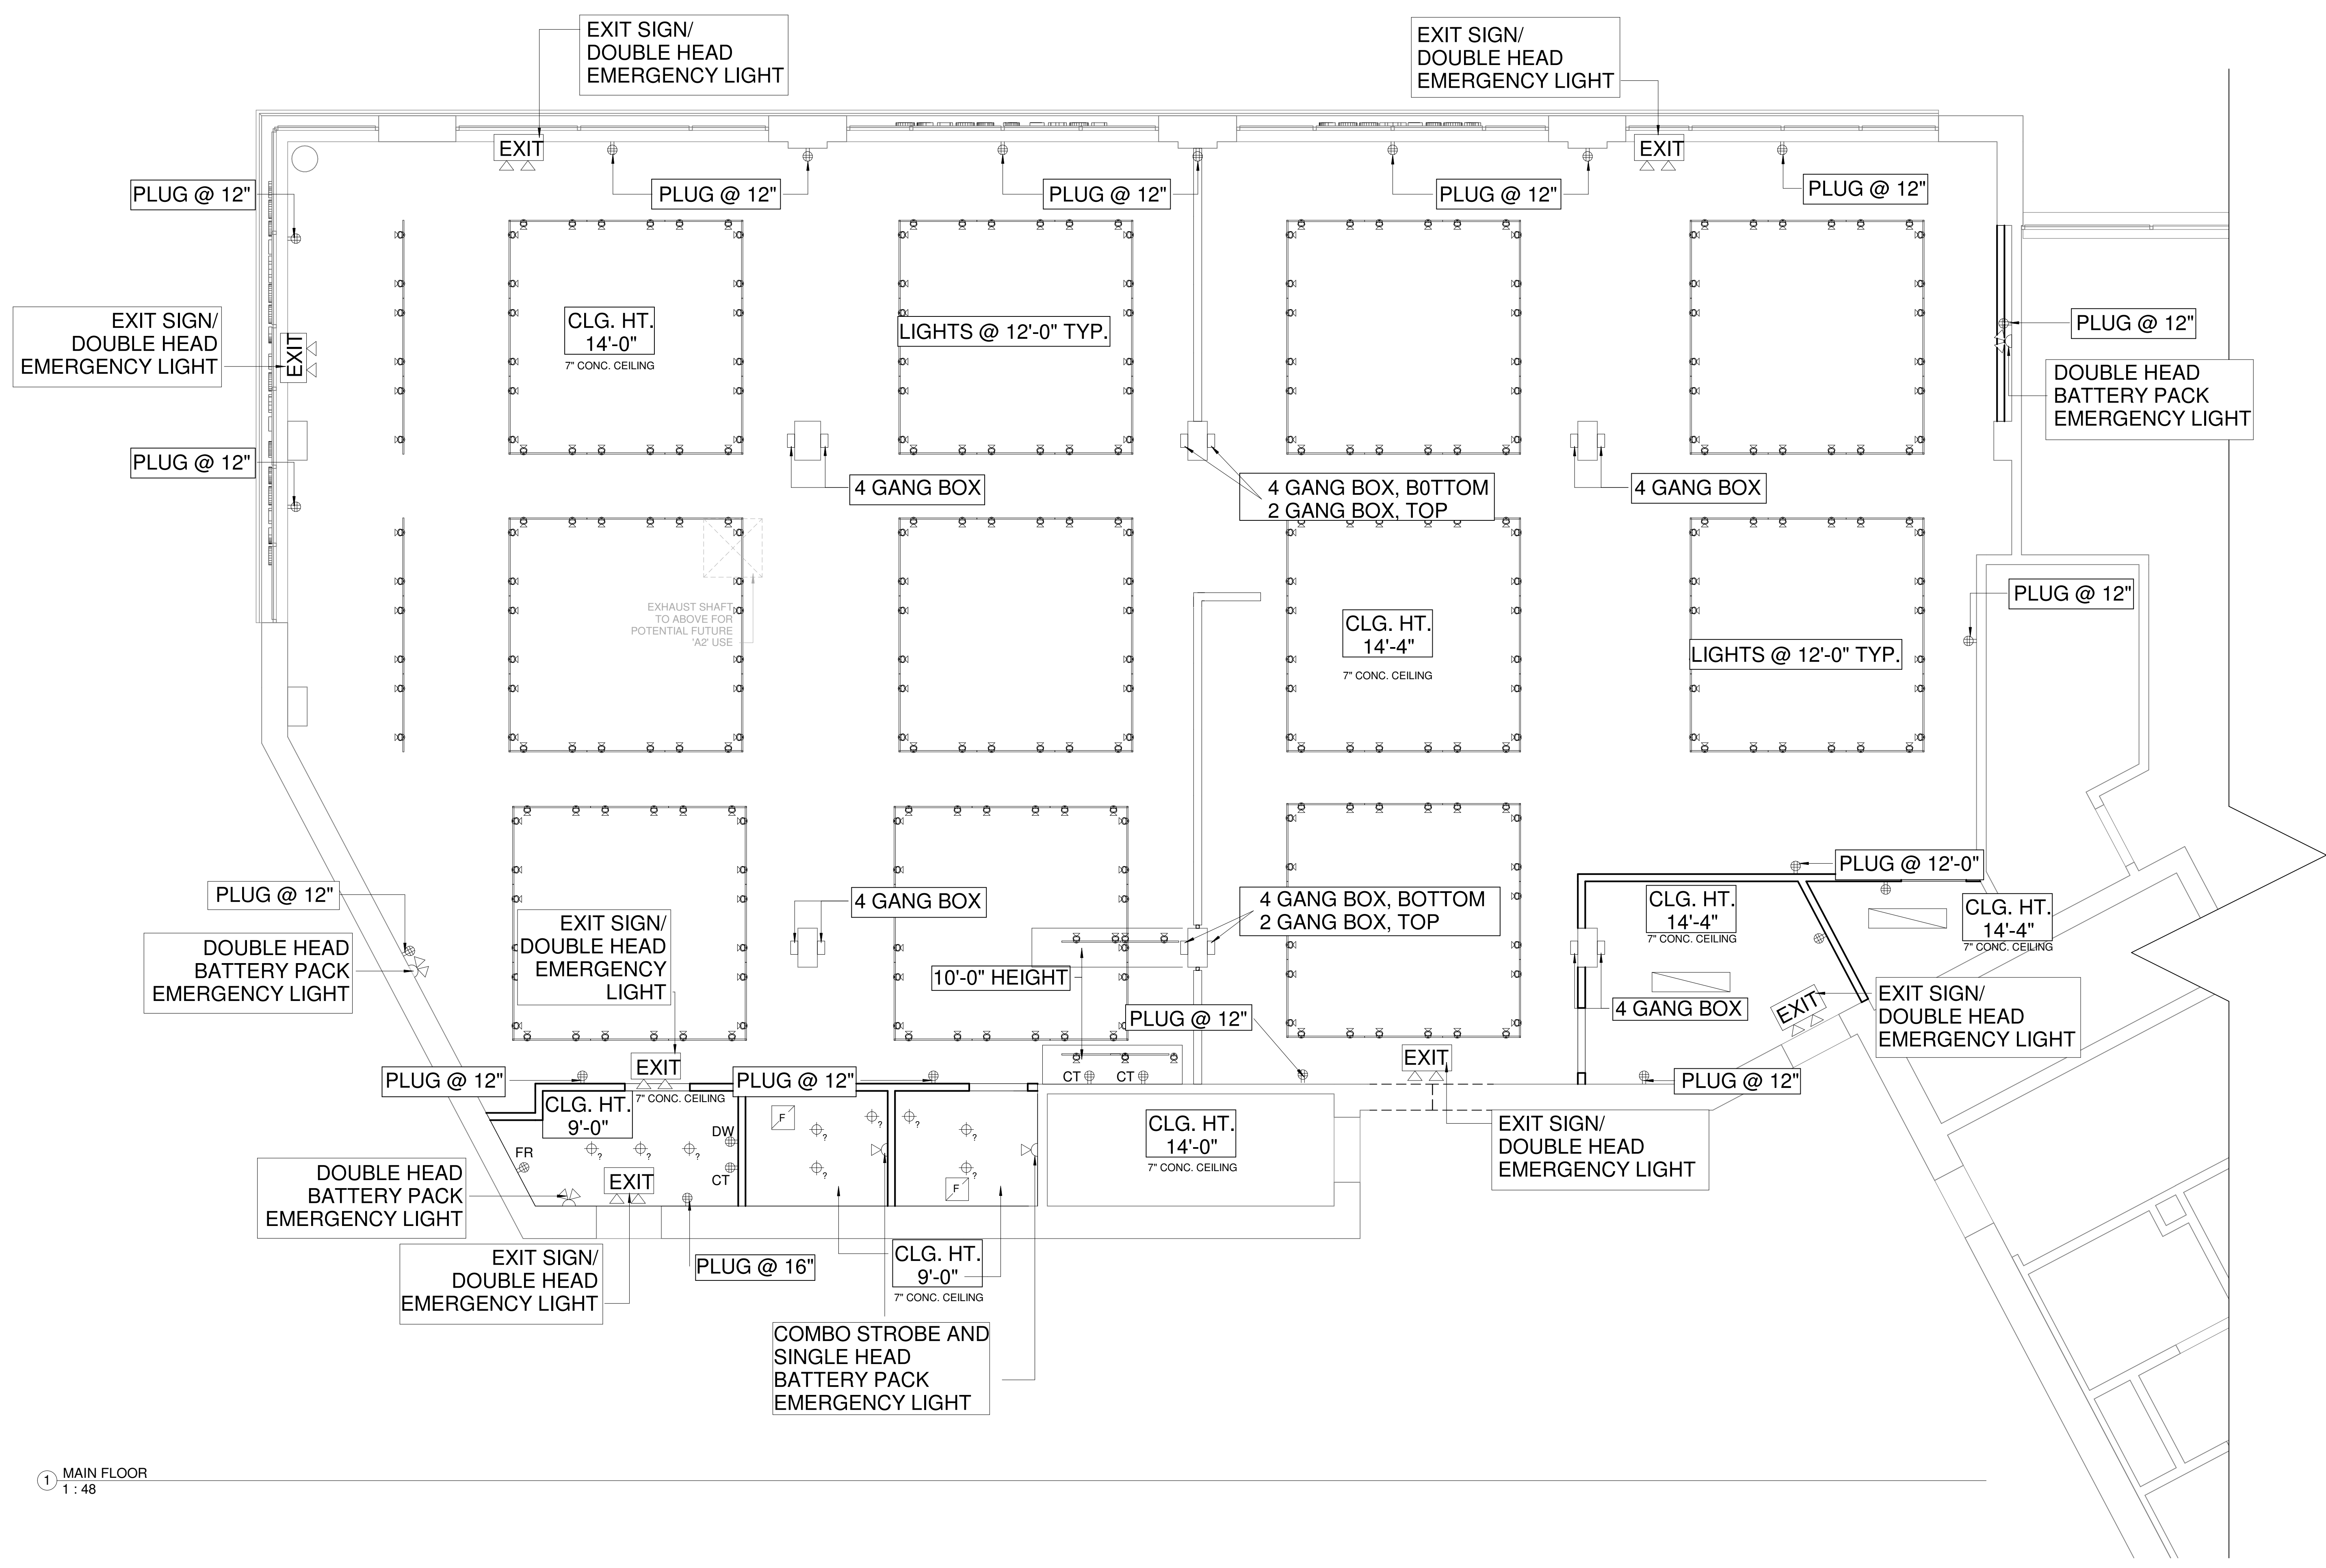 EXIT SIGN/
DOUBLE HEAD
EMERGENCY LIGHT
EXIT SIGN/
DOUBLE HEAD
EMERGENCY LIGHT
EXIT
EXIT
PLUG @ 12"
PLUG @ 12"
PLUG @ 12"
PLUG @ 12"
PLUG @ 12"
EXIT SIGN/
DOUBLE HEAD
EMERGENCY LIGHT
EXIT
CLG. HT.
14'-0"
7" CONC. CEILING
LIGHTS @ 12'-0" TYP.
PLUG @ 12"
DOUBLE HEAD
BATTERY PACK
EMERGENCY LIGHT
PLUG @ 12"
4 GANG BOX
4 GANG BOX, B0TTOM
2 GANG BOX, TOP
4 GANG BOX
EXHAUST SHAFT
TO ABOVE FOR
POTENTIAL FUTURE
'A2' USE
CLG. HT.
14'-4"
7" CONC. CEILING
PLUG @ 12"
LIGHTS @ 12'-0" TYP.
PLUG @ 12"
DOUBLE HEAD
BATTERY PACK
EMERGENCY LIGHT
EXIT SIGN/
DOUBLE HEAD
EMERGENCY
LIGHT
4 GANG BOX
4 GANG BOX, BOTTOM
2 GANG BOX, TOP
10'-0" HEIGHT
PLUG @ 12"
PLUG @ 12'-0"
CLG. HT.
14'-4"
7" CONC. CEILING
CLG. HT.
14'-4"
7" CONC. CEILING
4 GANG BOX
EXIT
EXIT SIGN/
DOUBLE HEAD
EMERGENCY LIGHT
PLUG @ 12"
EXIT
PLUG @ 12"
CT
CT
EXIT
PLUG @ 12"
7" CONC. CEILING
CLG. HT.
9'-0"
F
?
?
?
?
?
?
?
?
?
F
DW
FR
CT
EXIT
CLG. HT.
14'-0"
7" CONC. CEILING
EXIT SIGN/
DOUBLE HEAD
EMERGENCY LIGHT
DOUBLE HEAD
BATTERY PACK
EMERGENCY LIGHT
EXIT SIGN/
DOUBLE HEAD
EMERGENCY LIGHT
PLUG @ 16"
CLG. HT.
9'-0"
7" CONC. CEILING
COMBO STROBE AND
SINGLE HEAD
BATTERY PACK
EMERGENCY LIGHT
1
MAIN FLOOR
1 : 48